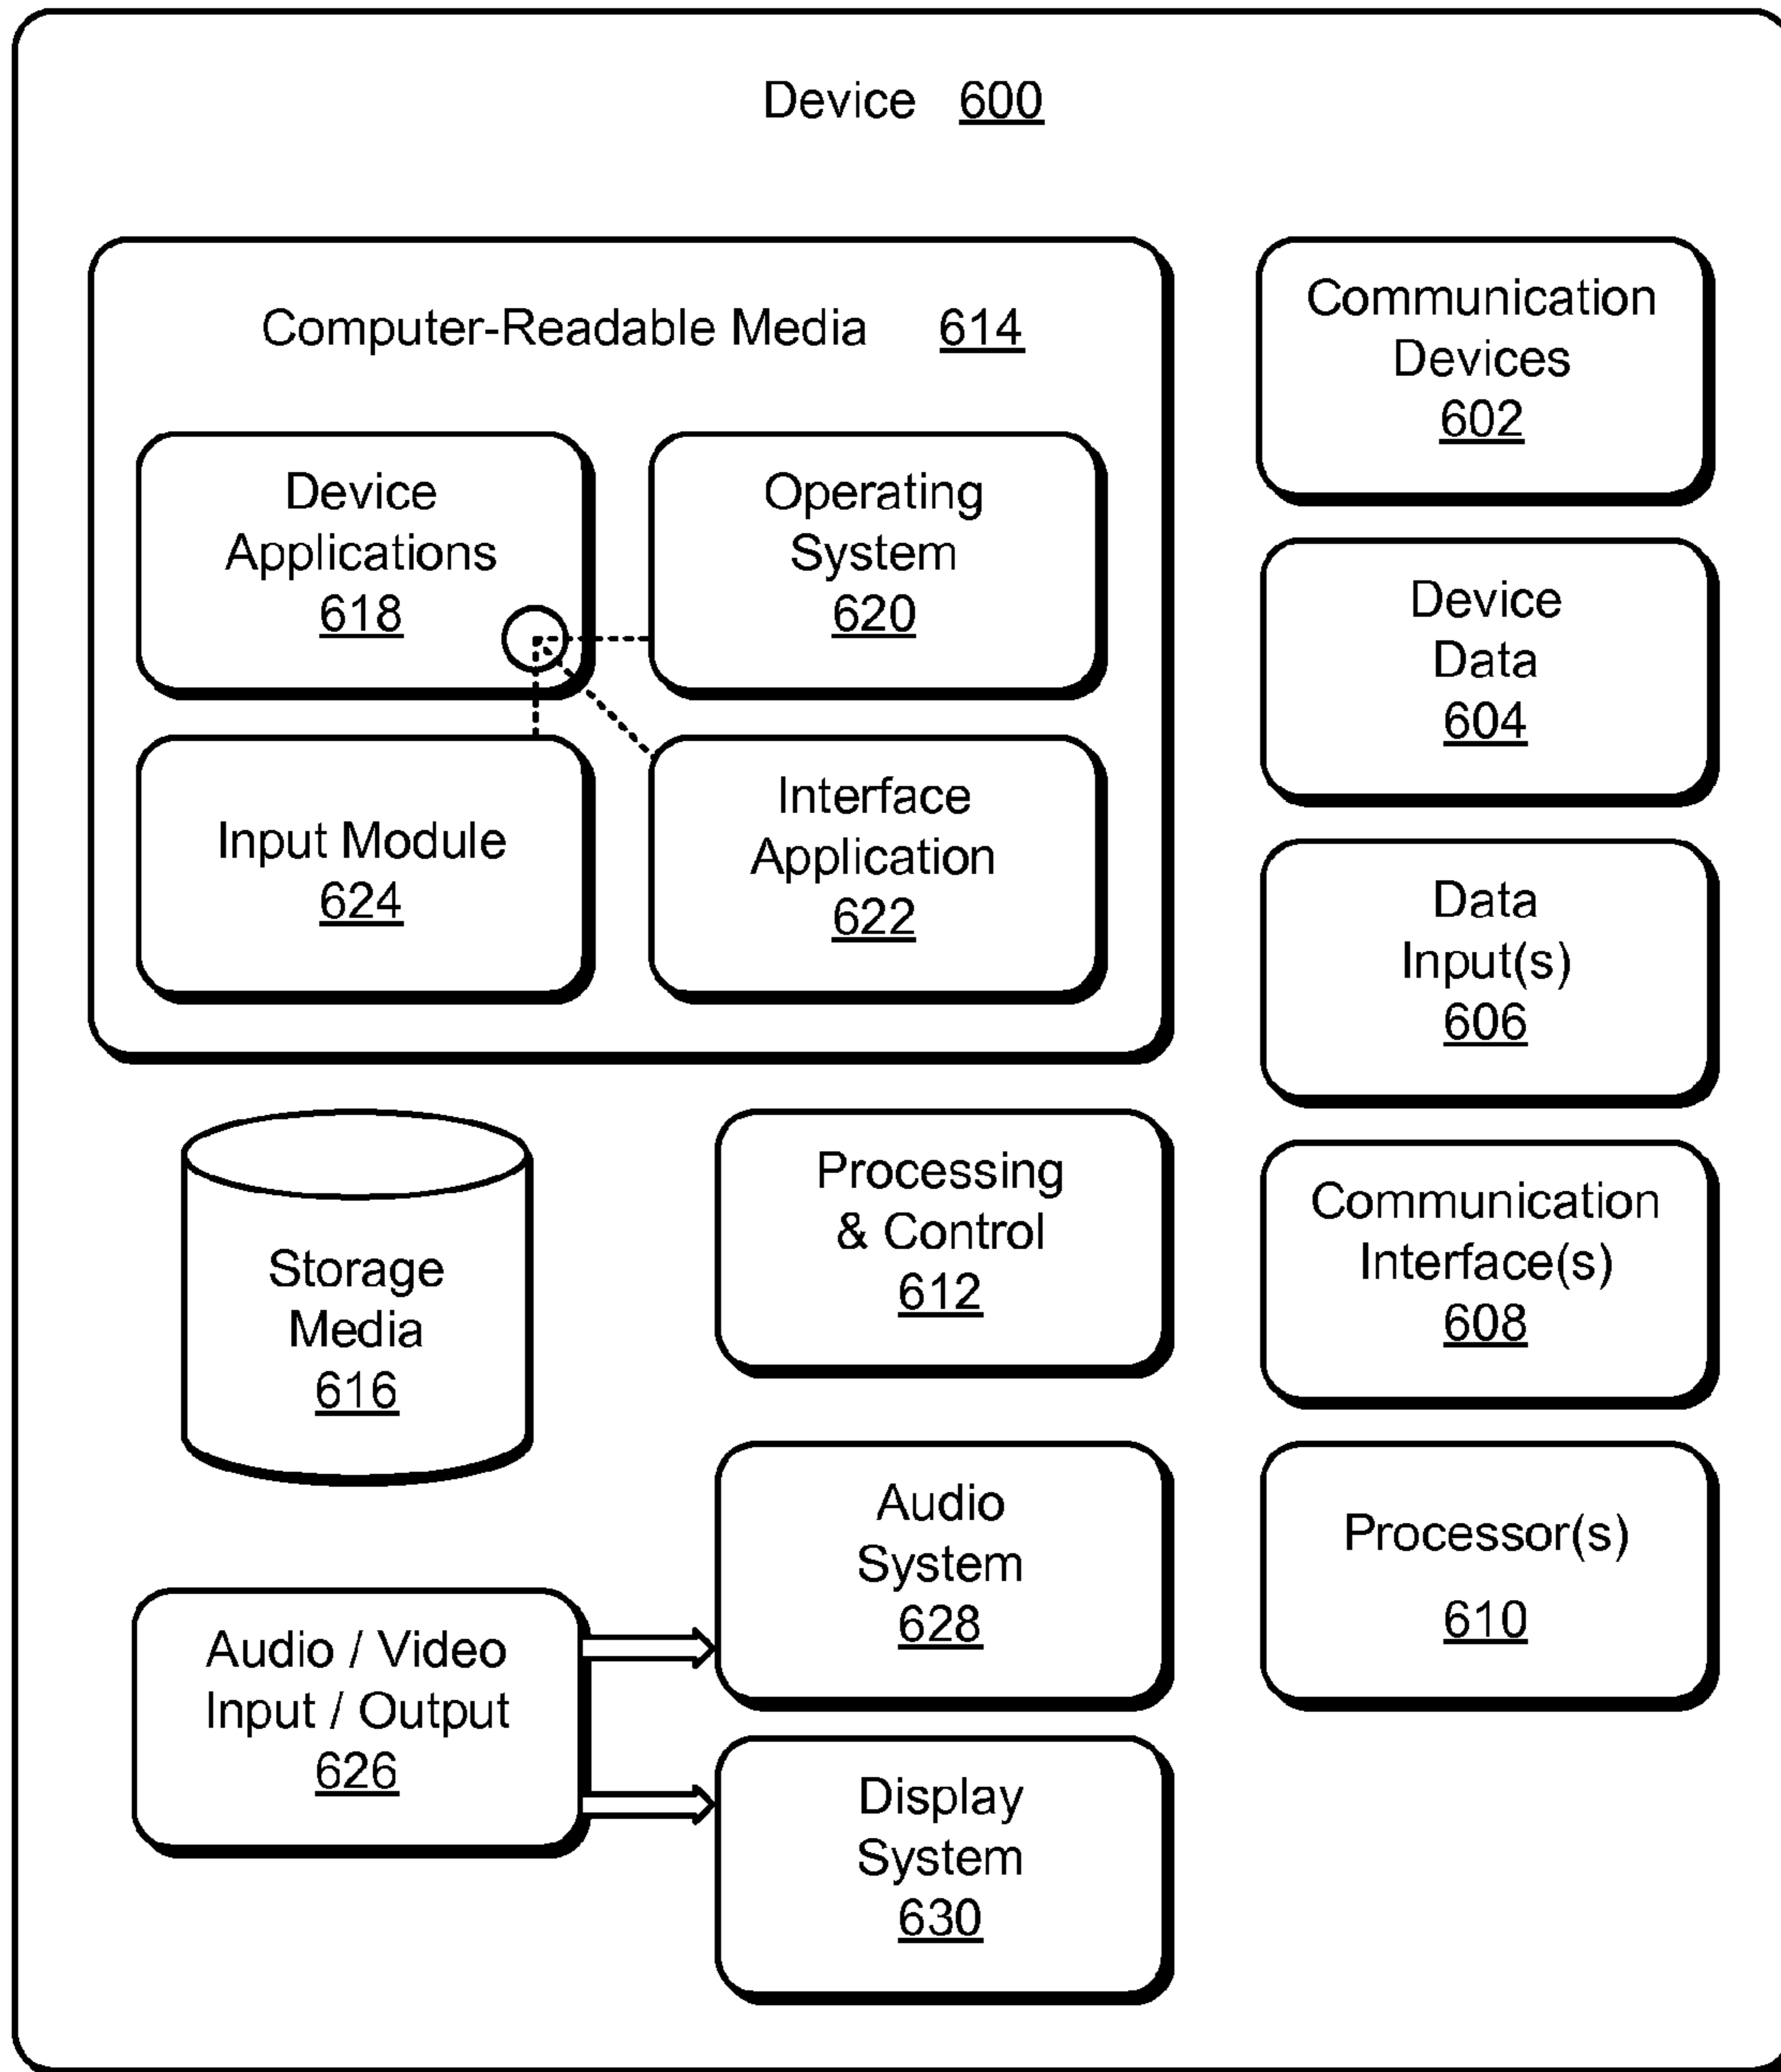 Device 600
Computer-Readable Media 614
Device
Applications
618
Operating
System
620
Input Module
624
Interface
Application
622
Storage
Media
616
Processing
& Control
612
Audio / Video
Input / Output
626
Audio
System
628
Display
System
630
Communication
Devices
602
Device
Data
604
Data
Input(s)
606
Communication
Interface(s)
608
Processor(s)
610